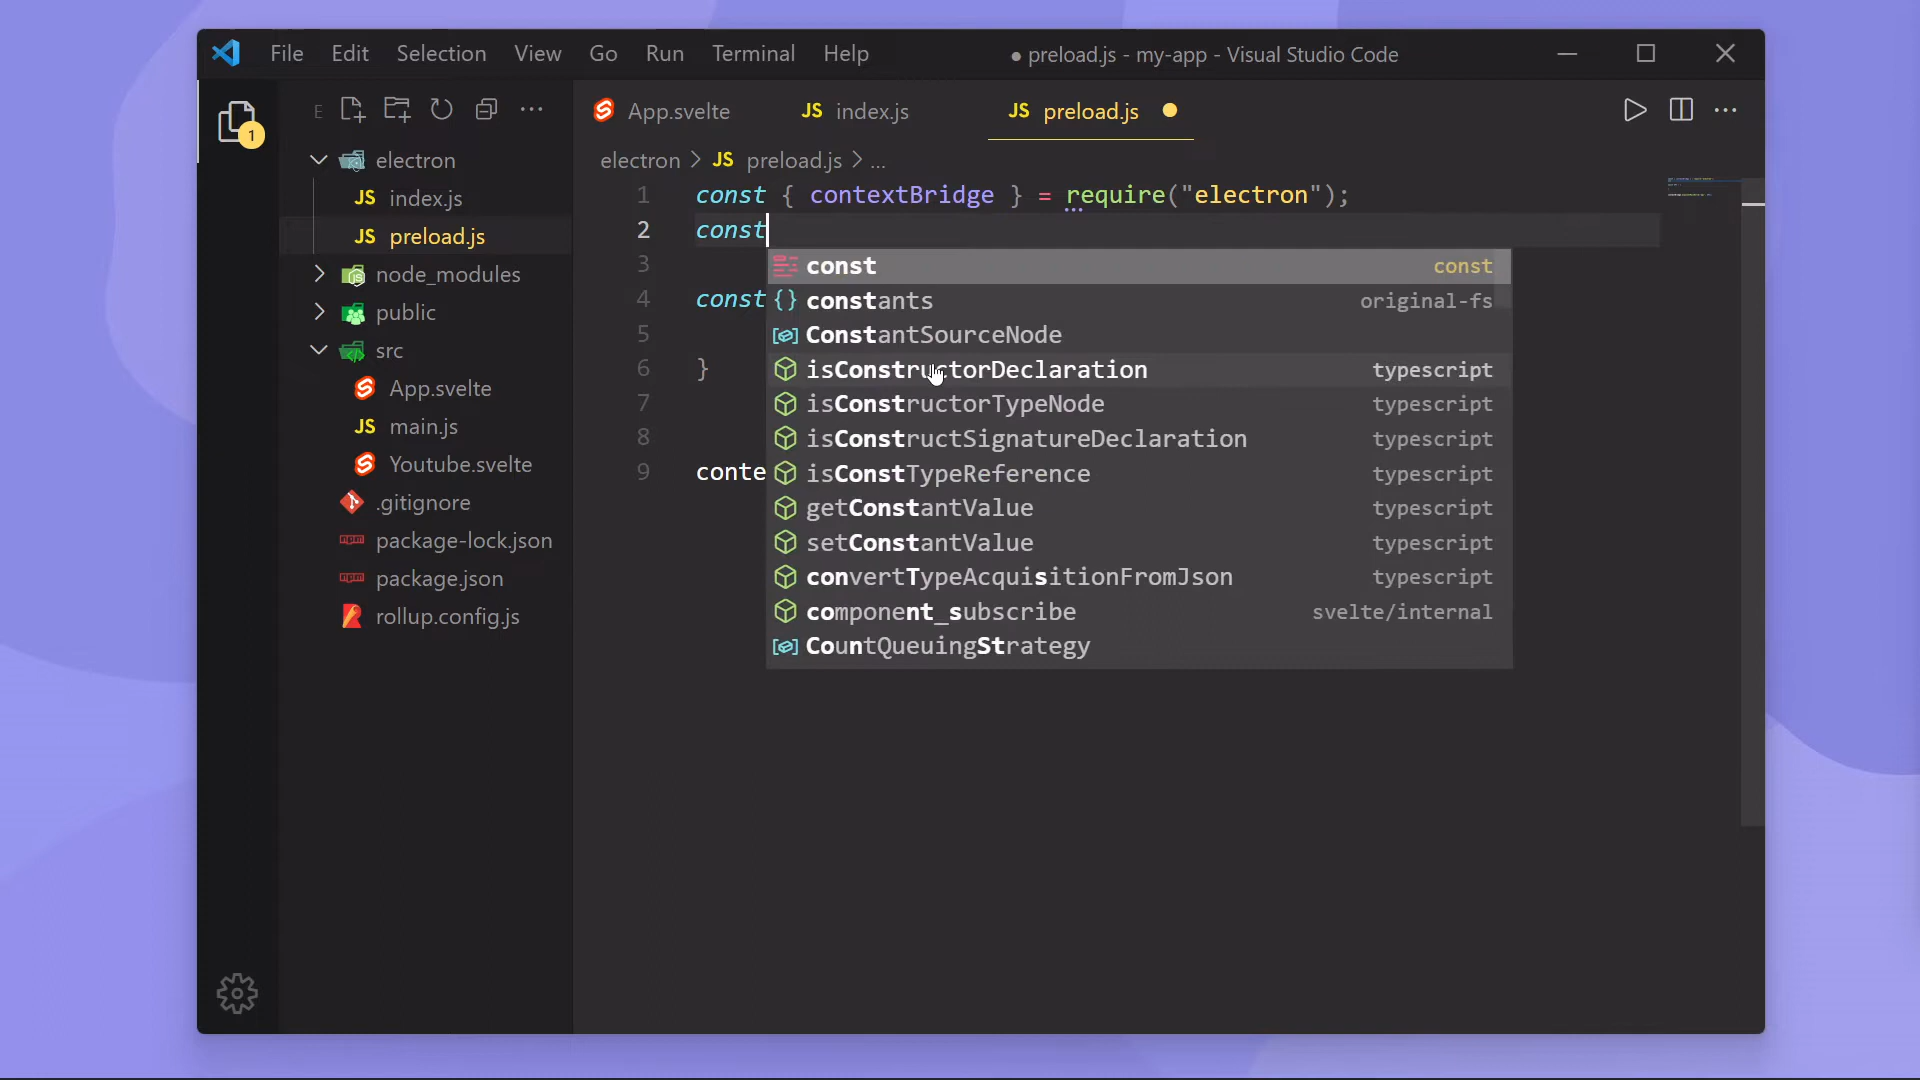 File Edit Selection View Go Run Terminal Help
● preload.js - my-app - Visual Studio Code
1
E
App.svelte
JS index.js
JS preload.js
electron > JS preload.js > ...
electron
JS index.js
JS preload.js
node_modules
public
src
App.svelte
JS main.js
Youtube.svelte
.gitignore
package-lock.json
package.json
rollup.config.js
1 const { contextBridge } = require("electron");
2 const
3
4 const
5
6 }
7
8
9 conte
const const
constants original-fs
ConstantSourceNode
isConstructorDeclaration typescript
isConstructorTypeNode typescript
isConstructSignatureDeclaration typescript
isConstTypeReference typescript
getConstantValue typescript
setConstantValue typescript
convertTypeAcquisitionFromJson typescript
component_subscribe svelte/internal
CountQueuingStrategy